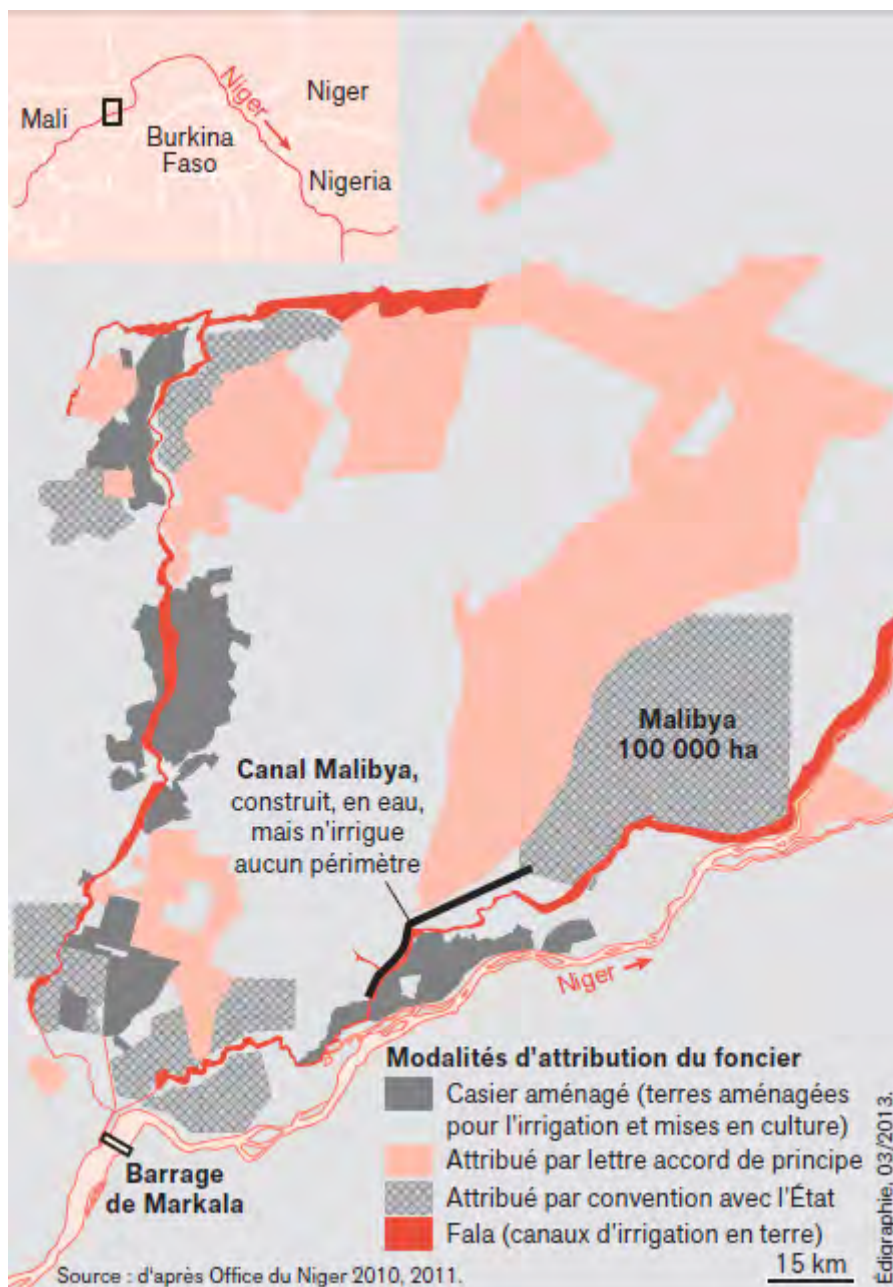 Niger
Niger
Mali
Burkina
Faso
Nigeria
Malibya
100 000 ha
Canal Malibya,
construit, en eau,
mais n'irrigue
aucun périmètre
Niger
Barrage
de Markala
Modalités d'attribution du foncier
Casier aménagé (terres aménagées
pour l'irrigation et mises en culture)
Attribué par lettre accord de principe
Attribué par convention avec l'État
Fala (canaux d'irrigation en terre)
15 km
Source : d'après Office du Niger 2010, 2011.
Édigraphie, 03/2013.